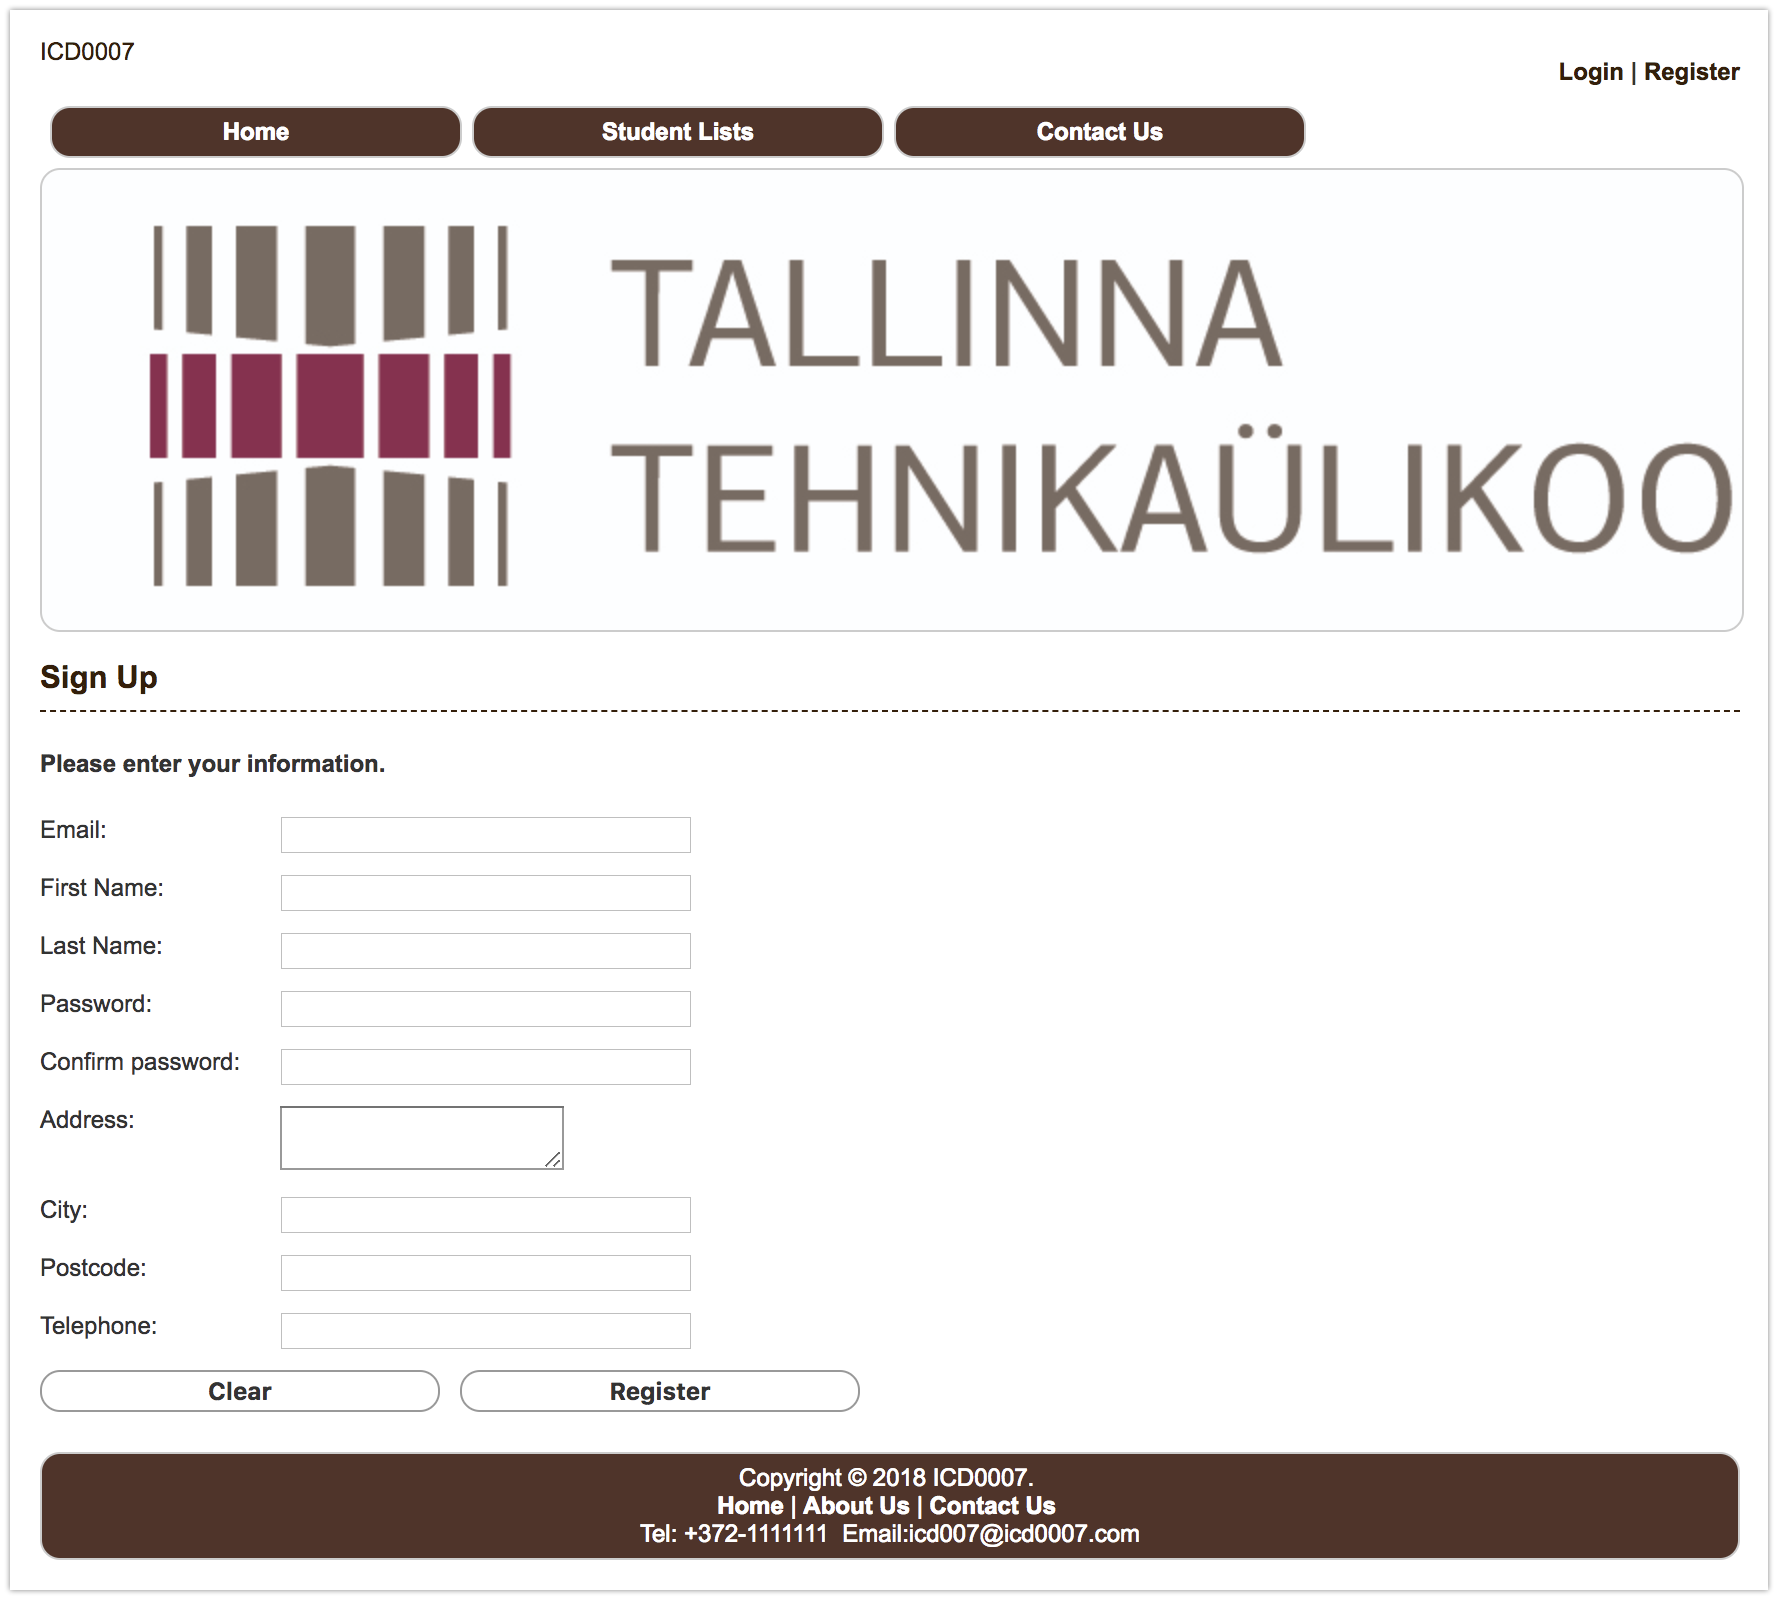 ICD0007
Login | Register
Home Student Lists Contact Us
TALLINNA
TEHNIKAÜLIKOO
Sign Up
Please enter your information.
Email:
First Name:
Last Name:
Password:
Confirm password:
Address:
City:
Postcode:
Telephone:
Clear Register
Copyright © 2018 ICD0007.
Home | About Us | Contact Us
Tel: +372-1111111 Email:icd007@icd0007.com